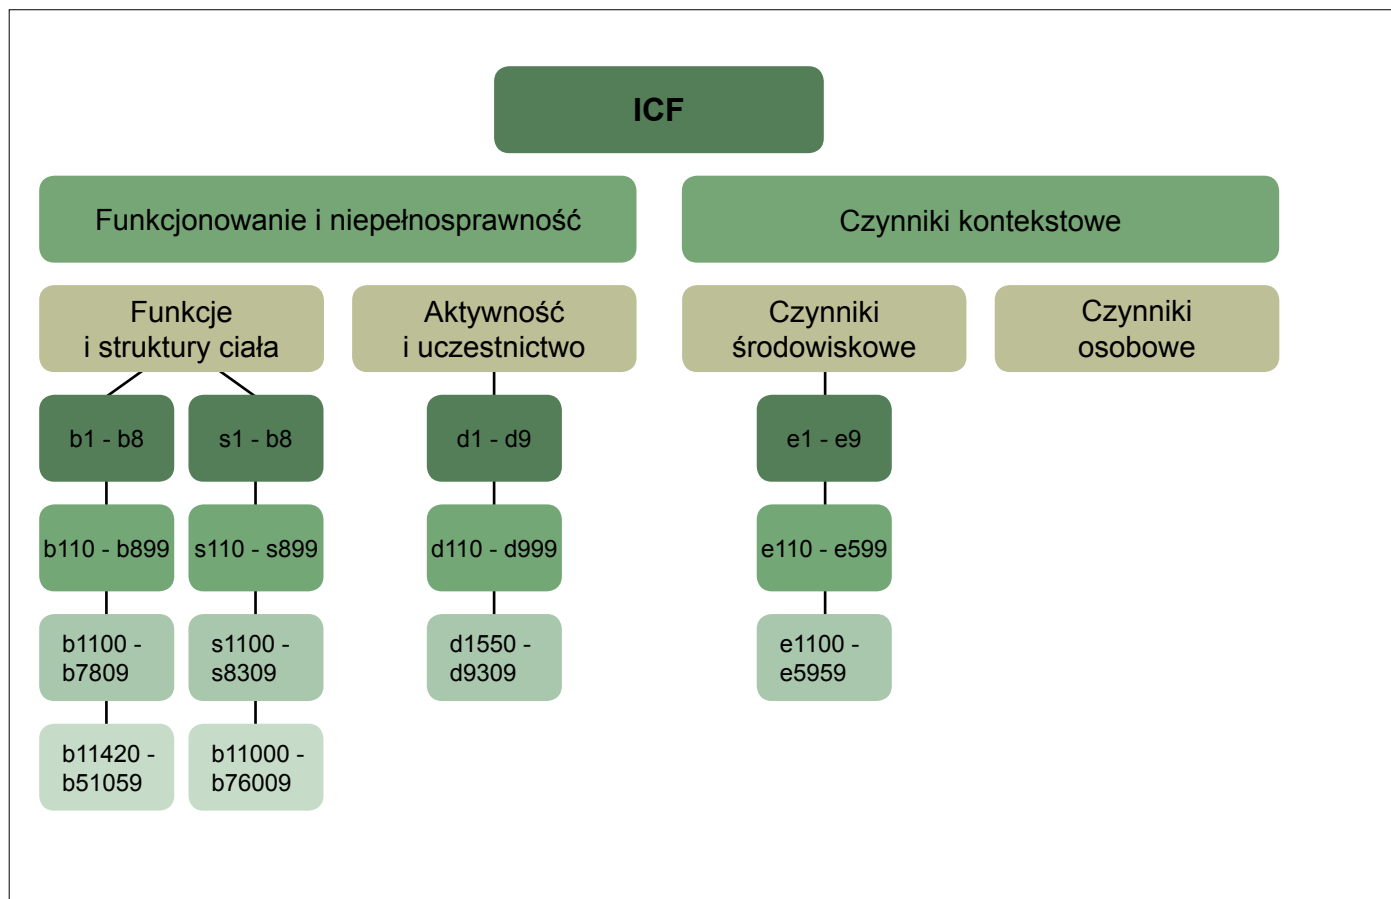 ICF
Funkcjonowanie i niepełnosprawność
Czynniki kontekstowe
Funkcje
i struktury ciała
Aktywność
i uczestnictwo
Czynniki
środowiskowe
Czynniki
osobowe
b1 - b8
s1 - b8
d1 - d9
e1 - e9
b110 - b899
s110 - s899
d110 - d999
e110 - e599
b1100 -
b7809
s1100 -
s8309
d1550 -
d9309
e1100 -
e5959
b11420 -
b51059
b11000 -
b76009